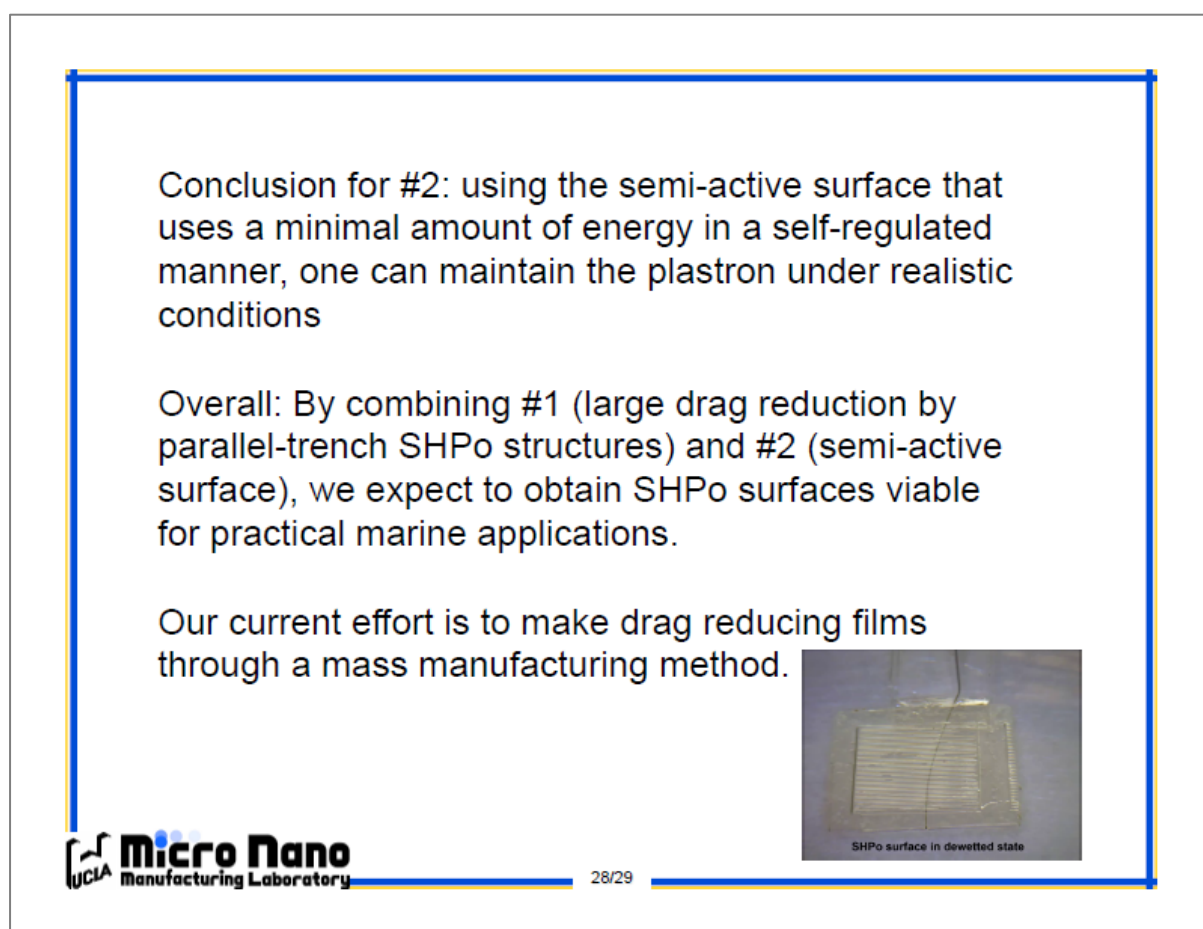 Conclusion for #2: using the semi-active surface that
uses a minimal amount of energy in a self-regulated
manner, one can maintain the plastron under realistic
conditions
Overall: By combining #1 (large drag reduction by
parallel-trench SHPo structures) and #2 (semi-active
surface), we expect to obtain SHPo surfaces viable
for practical marine applications.
Our current effort is to make drag reducing films
through a mass manufacturing method.
SHPo surface in dewetted state
UCLA
Micro Nano
Manufacturing Laboratory
28/29